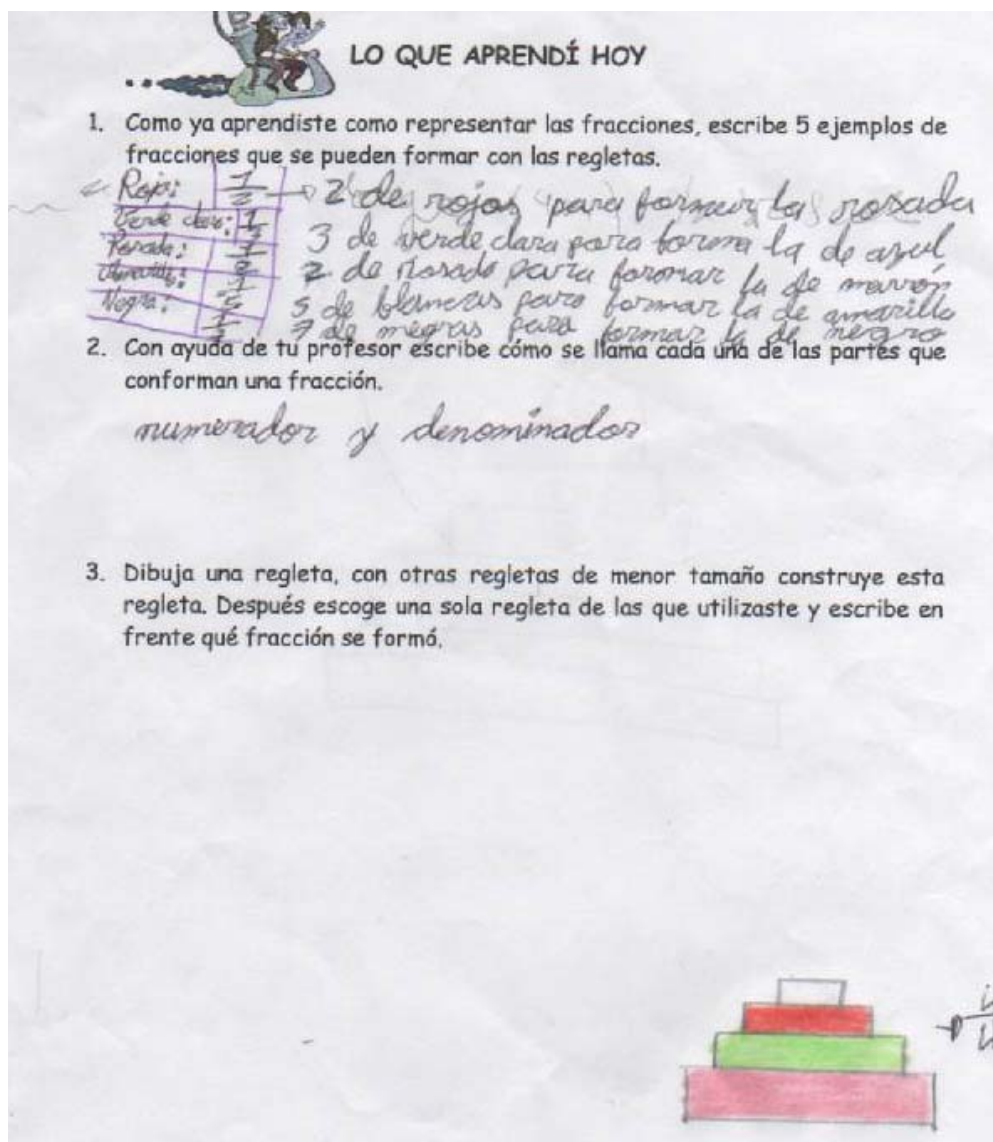 LO QUE APRENDÍ HOY
1. Como ya aprendiste como representar las fracciones, escribe 5 ejemplos de
fracciones que se pueden formar con las regletas.
Rojo: 1/2 → 2 de rojas para formar la rosada
Verde clara: 1/3 3 de verde clara para forma la de azul
Rosada: 1/2 2 de rosada para foromar la de marrón
1/5 5 de blancas para formar la de amarillo
Negra: 7 de negras para formar la de negro
2. Con ayuda de tu profesor escribe cómo se llama cada una de las partes que
conforman una fracción.
numerador y denominador
3. Dibuja una regleta, con otras regletas de menor tamaño construye esta
regleta. Después escoge una sola regleta de las que utilizaste y escribe en
frente qué fracción se formó.